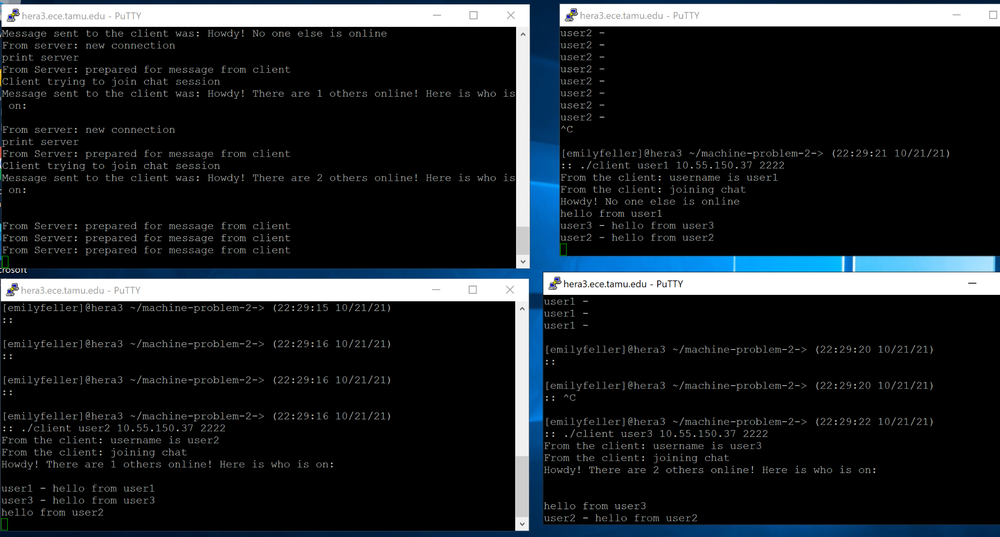 hera3.ece.tamu.edu - PuTTY
Message sent to the client was: Howdy! No one else is online
From server: new connection
print server
From Server: prepared for message from client
Client trying to join chat session
Message sent to the client was: Howdy! There are 1 others online! Here is who is
on:
From server: new connection
print server
From Server: prepared for message from client
Client trying to join chat session
Message sent to the client was: Howdy! There are 2 others online! Here is who is
on:
From Server: prepared for message from client
From Server: prepared for message from client
From Server: prepared for message from client
crosoft
hera3.ece.tamu.edu - PuTTY
user2 -
user2 -
user2 -
user2 -
user2 -
user2 -
user2 -
user2 -
^C
[emilyfeller]@hera3 ~/machine-problem-2-> (22:29:21 10/21/21)
:: ./client user1 10.55.150.37 2222
From the client: username is user1
From the client: joining chat
Howdy! No one else is online
hello from user1
user3 - hello from user3
user2 - hello from user2
hera3.ece.tamu.edu - PuTTY
[emilyfeller]@hera3 ~/machine-problem-2-> (22:29:15 10/21/21)
::
[emilyfeller]@hera3 ~/machine-problem-2-> (22:29:16 10/21/21)
::
[emilyfeller]@hera3 ~/machine-problem-2-> (22:29:16 10/21/21)
::
[emilyfeller]@hera3 ~/machine-problem-2-> (22:29:16 10/21/21)
:: ./client user2 10.55.150.37 2222
From the client: username is user2
From the client: joining chat
Howdy! There are 1 others online! Here is who is on:
user1 - hello from user1
user3 - hello from user3
hello from user2
hera3.ece.tamu.edu - PuTTY
user1 -
user1 -
user1 -
[emilyfeller]@hera3 ~/machine-problem-2-> (22:29:20 10/21/21)
::
[emilyfeller]@hera3 ~/machine-problem-2-> (22:29:20 10/21/21)
:: ^C
[emilyfeller]@hera3 ~/machine-problem-2-> (22:29:22 10/21/21)
:: ./client user3 10.55.150.37 2222
From the client: username is user3
From the client: joining chat
Howdy! There are 2 others online! Here is who is on:
hello from user3
user2 - hello from user2